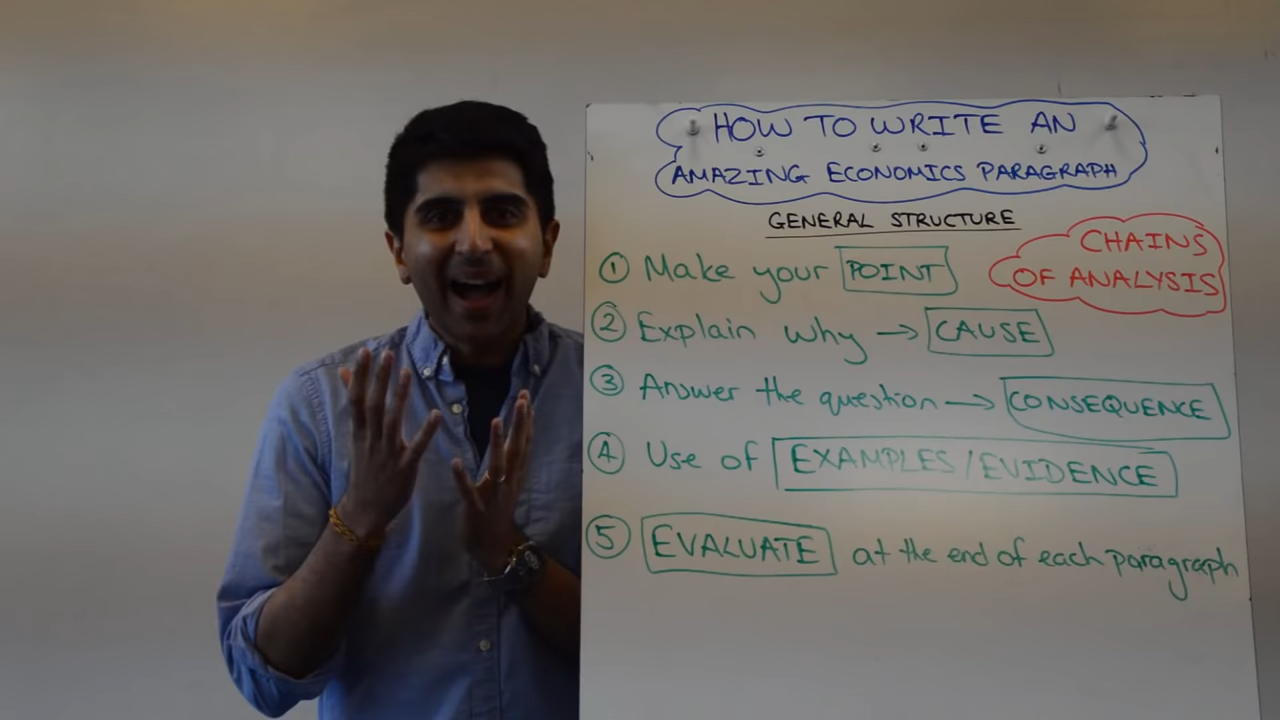 HOW TO WRITE AN
AMAZING ECONOMICS PARAGRAPH
GENERAL STRUCTURE
CHAINS
OF ANALYSIS
① Make your POINT
② Explain why → CAUSE
③ Answer the question → CONSEQUENCE
④ Use of EXAMPLES/EVIDENCE
⑤ EVALUATE at the end of each paragraph